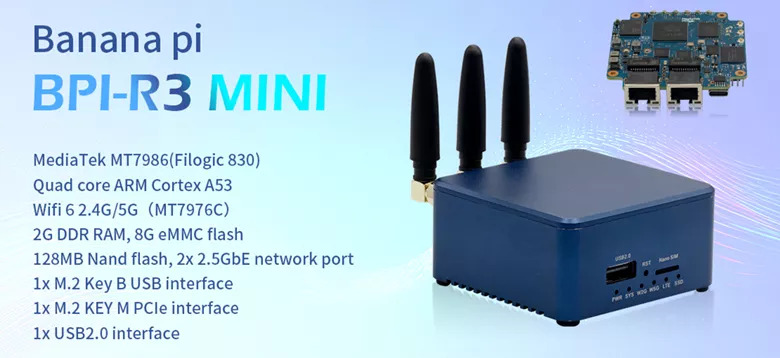 Banana pi
BPI-R3 MINI
MediaTek MT7986(Filogic 830)
Quad core ARM Cortex A53
Wifi 6 2.4G/5G（MT7976C）
2G DDR RAM, 8G eMMC flash
128MB Nand flash, 2x 2.5GbE network port
1x M.2 Key B USB interface
1x M.2 KEY M PCIe interface
1x USB2.0 interface
USB2.0
RST
Nano SIM
PWR SYS W2G W5G LTE SSD